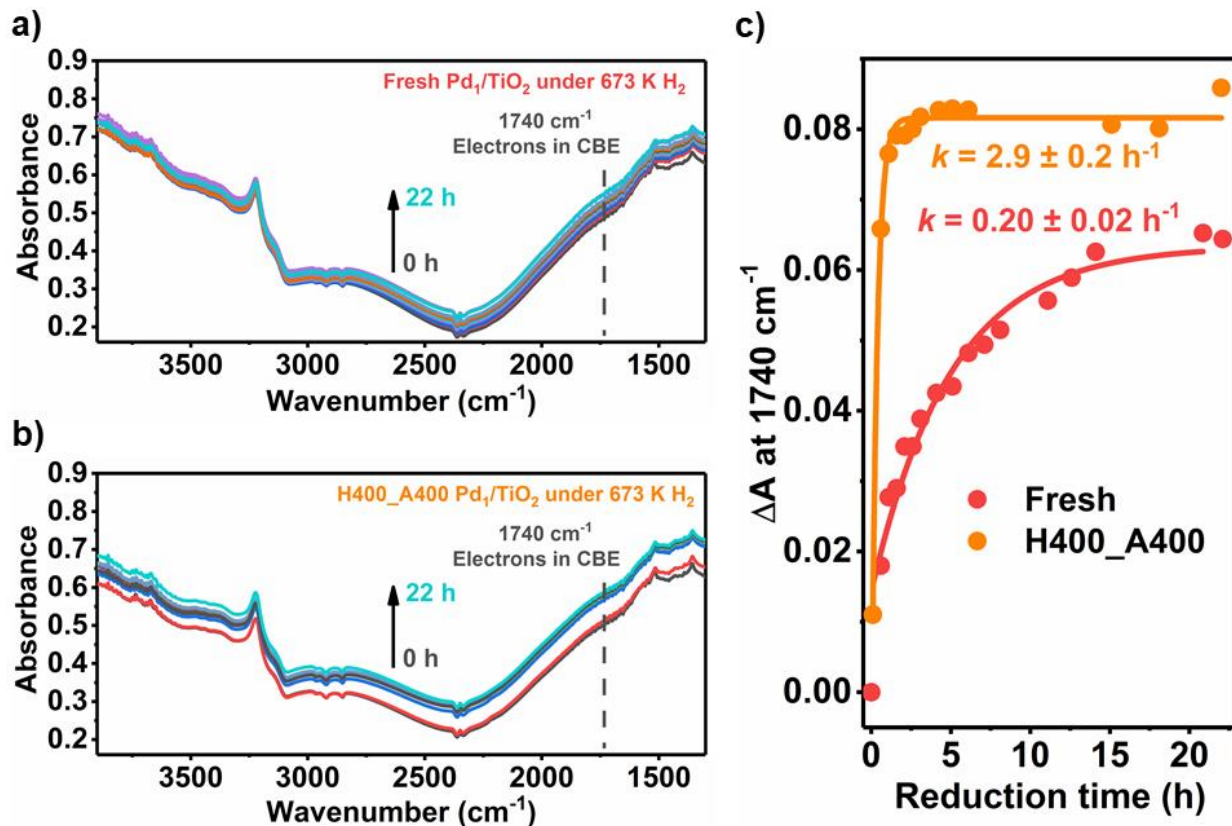 a)
Fresh Pd₁/TiO₂ under 673 K H₂
1740 cm⁻¹
Electrons in CBE
22 h
0 h
Absorbance
0.9
0.8
0.7
0.6
0.5
0.4
0.3
0.2
3500 3000 2500 2000 1500
Wavenumber (cm⁻¹)
b)
H400_A400 Pd₁/TiO₂ under 673 K H₂
1740 cm⁻¹
Electrons in CBE
22 h
0 h
Absorbance
0.9
0.8
0.7
0.6
0.5
0.4
0.3
0.2
3500 3000 2500 2000 1500
Wavenumber (cm⁻¹)
c)
ΔA at 1740 cm⁻¹
0.08
0.06
0.04
0.02
0.00
k = 2.9 ± 0.2 h⁻¹
k = 0.20 ± 0.02 h⁻¹
Fresh
H400_A400
0 5 10 15 20
Reduction time (h)